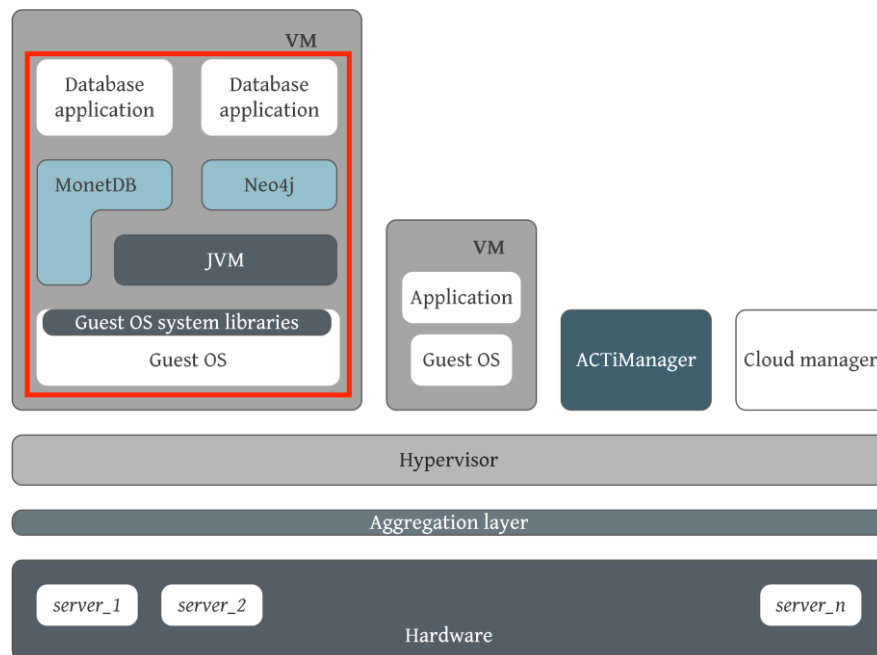 VM
Database
application
Database
application
MonetDB
Neo4j
JVM
Guest OS system libraries
Guest OS
VM
Application
Guest OS
ACTiManager
Cloud manager
Hypervisor
Aggregation layer
server_1
server_2
server_n
Hardware